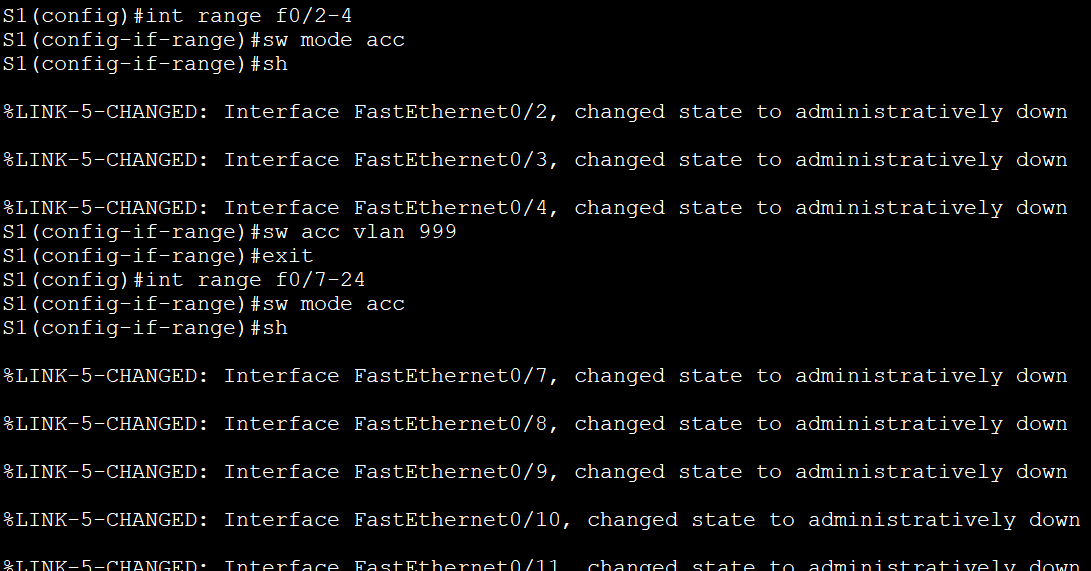 S1(config)#int range f0/2-4
S1(config-if-range)#sw mode acc
S1(config-if-range)#sh
%LINK-5-CHANGED: Interface FastEthernet0/2, changed state to administratively down
%LINK-5-CHANGED: Interface FastEthernet0/3, changed state to administratively down
%LINK-5-CHANGED: Interface FastEthernet0/4, changed state to administratively down
S1(config-if-range)#sw acc vlan 999
S1(config-if-range)#exit
S1(config)#int range f0/7-24
S1(config-if-range)#sw mode acc
S1(config-if-range)#sh
%LINK-5-CHANGED: Interface FastEthernet0/7, changed state to administratively down
%LINK-5-CHANGED: Interface FastEthernet0/8, changed state to administratively down
%LINK-5-CHANGED: Interface FastEthernet0/9, changed state to administratively down
%LINK-5-CHANGED: Interface FastEthernet0/10, changed state to administratively down
%LINK-5-CHANGED: Interface FastEthernet0/11, changed state to administratively down